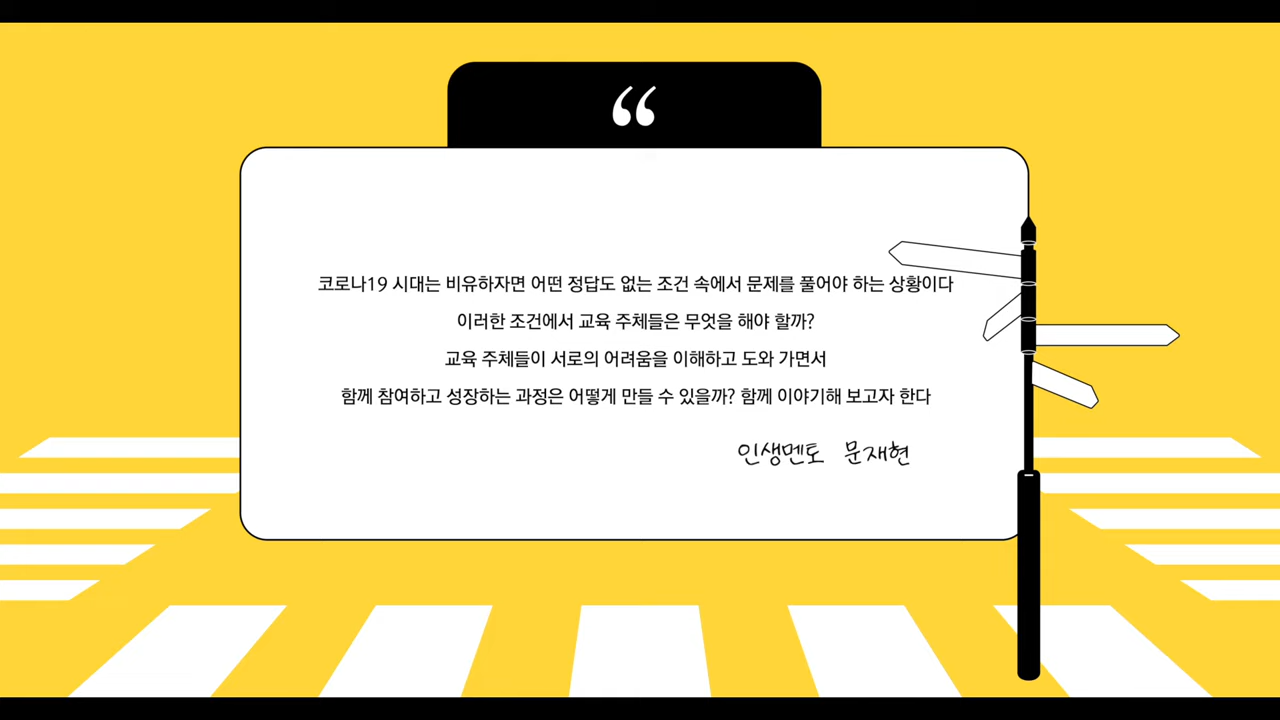 “
코로나19 시대는 비유하자면 어떤 정답도 없는 조건 속에서 문제를 풀어야 하는 상황이다
이러한 조건에서 교육 주체들은 무엇을 해야 할까?
교육 주체들이 서로의 어려움을 이해하고 도와 가면서
함께 참여하고 성장하는 과정은 어떻게 만들 수 있을까? 함께 이야기해 보고자 한다
인생멘토 문재현